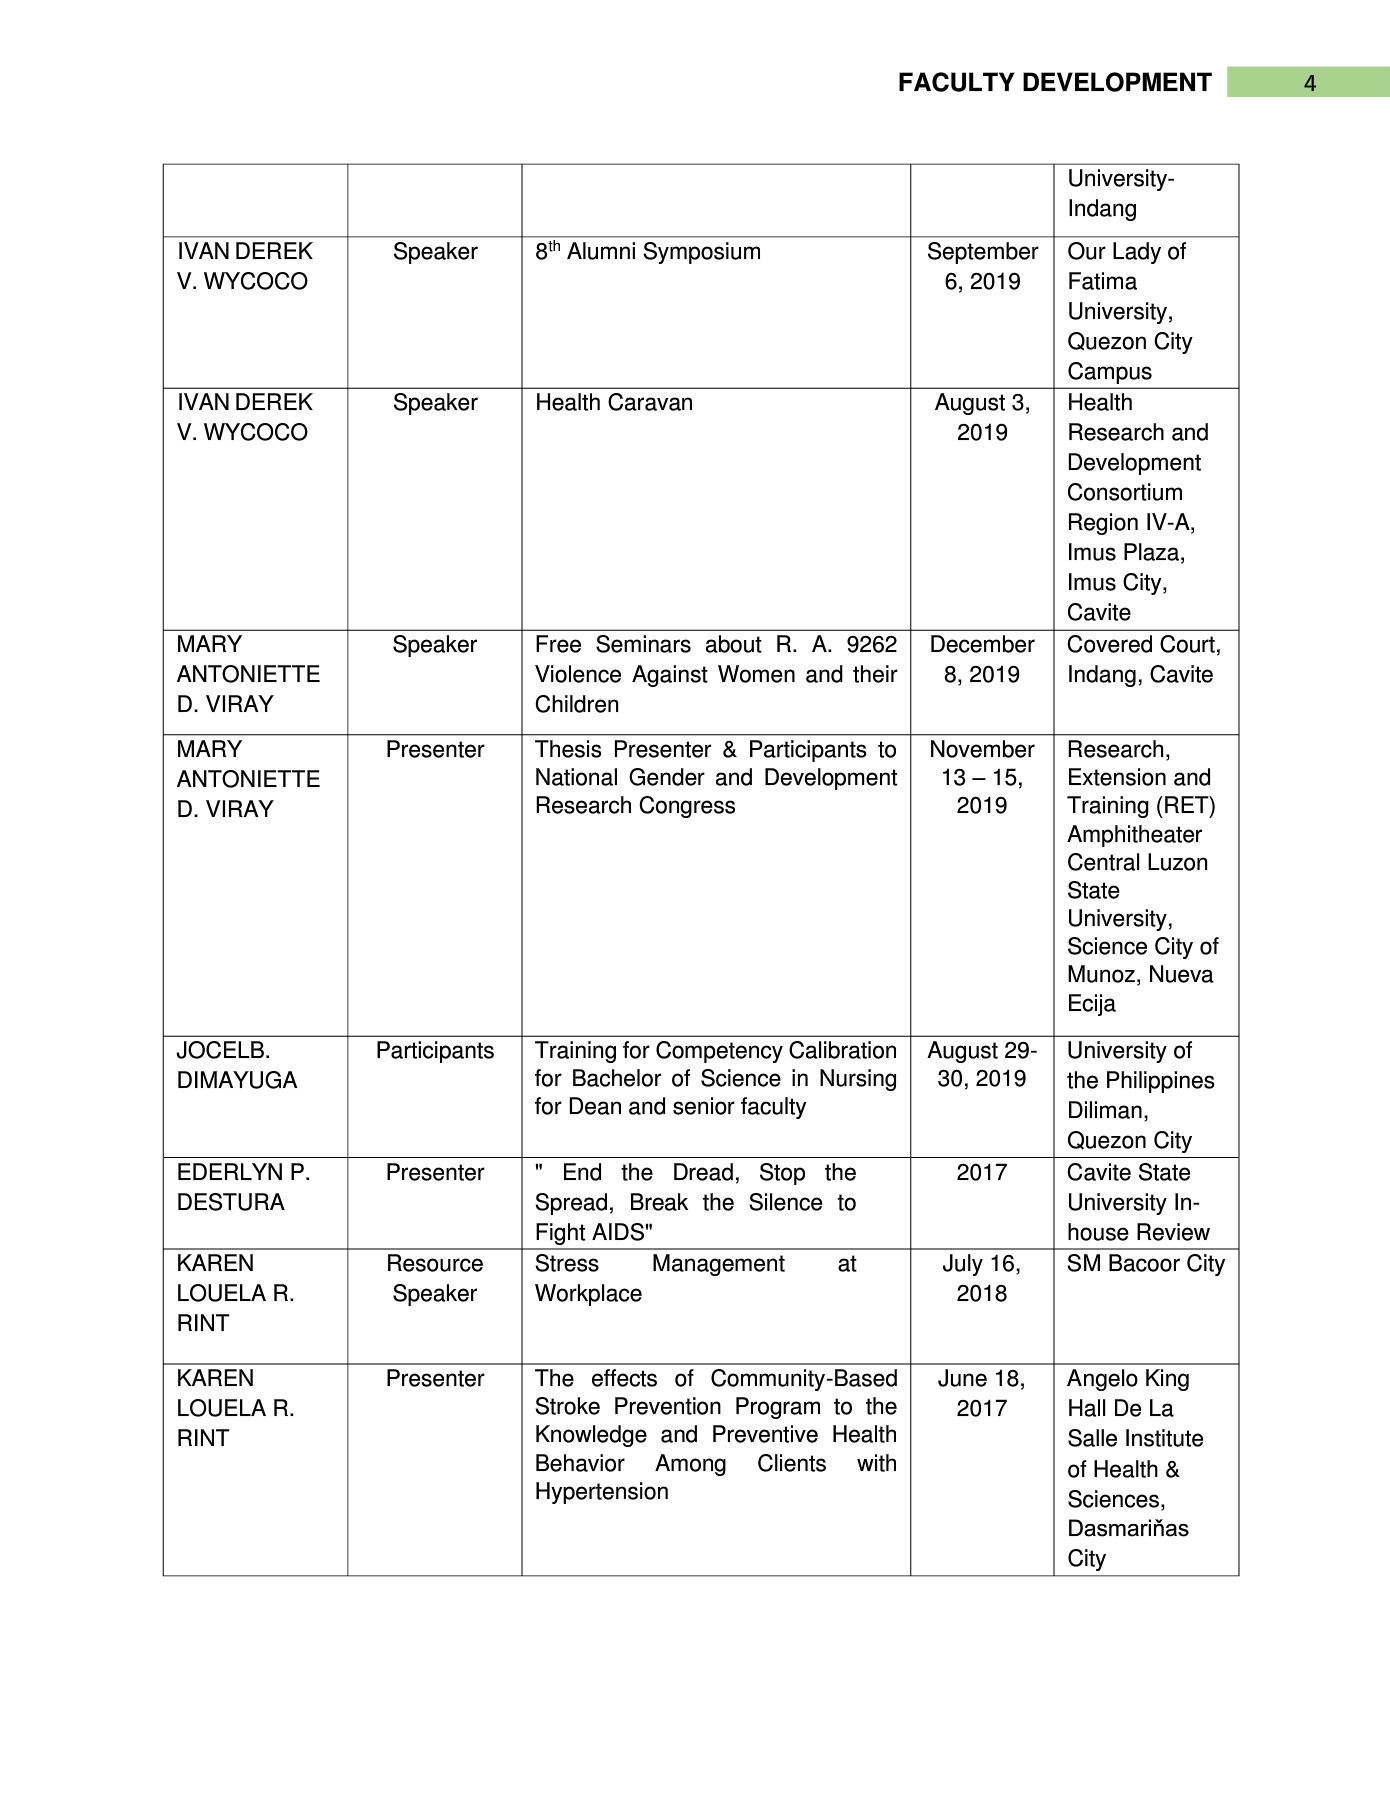 FACULTY DEVELOPMENT 4
University-
Indang
IVAN DEREK
V. WYCOCO
Speaker
8th Alumni Symposium
September
6, 2019
Our Lady of
Fatima
University,
Quezon City
Campus
IVAN DEREK
V. WYCOCO
Speaker
Health Caravan
August 3,
2019
Health
Research and
Development
Consortium
Region IV-A,
Imus Plaza,
Imus City,
Cavite
MARY
ANTONIETTE
D. VIRAY
Speaker
Free Seminars about R. A. 9262
Violence Against Women and their
Children
December
8, 2019
Covered Court,
Indang, Cavite
MARY
ANTONIETTE
D. VIRAY
Presenter
Thesis Presenter & Participants to
National Gender and Development
Research Congress
November
13 – 15,
2019
Research,
Extension and
Training (RET)
Amphitheater
Central Luzon
State
University,
Science City of
Munoz, Nueva
Ecija
JOCELB.
DIMAYUGA
Participants
Training for Competency Calibration
for Bachelor of Science in Nursing
for Dean and senior faculty
August 29-
30, 2019
University of
the Philippines
Diliman,
Quezon City
EDERLYN P.
DESTURA
Presenter
" End the Dread, Stop the
Spread, Break the Silence to
Fight AIDS"
2017
Cavite State
University In-
house Review
KAREN
LOUELA R.
RINT
Resource
Speaker
Stress Management at
Workplace
July 16,
2018
SM Bacoor City
KAREN
LOUELA R.
RINT
Presenter
The effects of Community-Based
Stroke Prevention Program to the
Knowledge and Preventive Health
Behavior Among Clients with
Hypertension
June 18,
2017
Angelo King
Hall De La
Salle Institute
of Health &
Sciences,
Dasmariňas
City